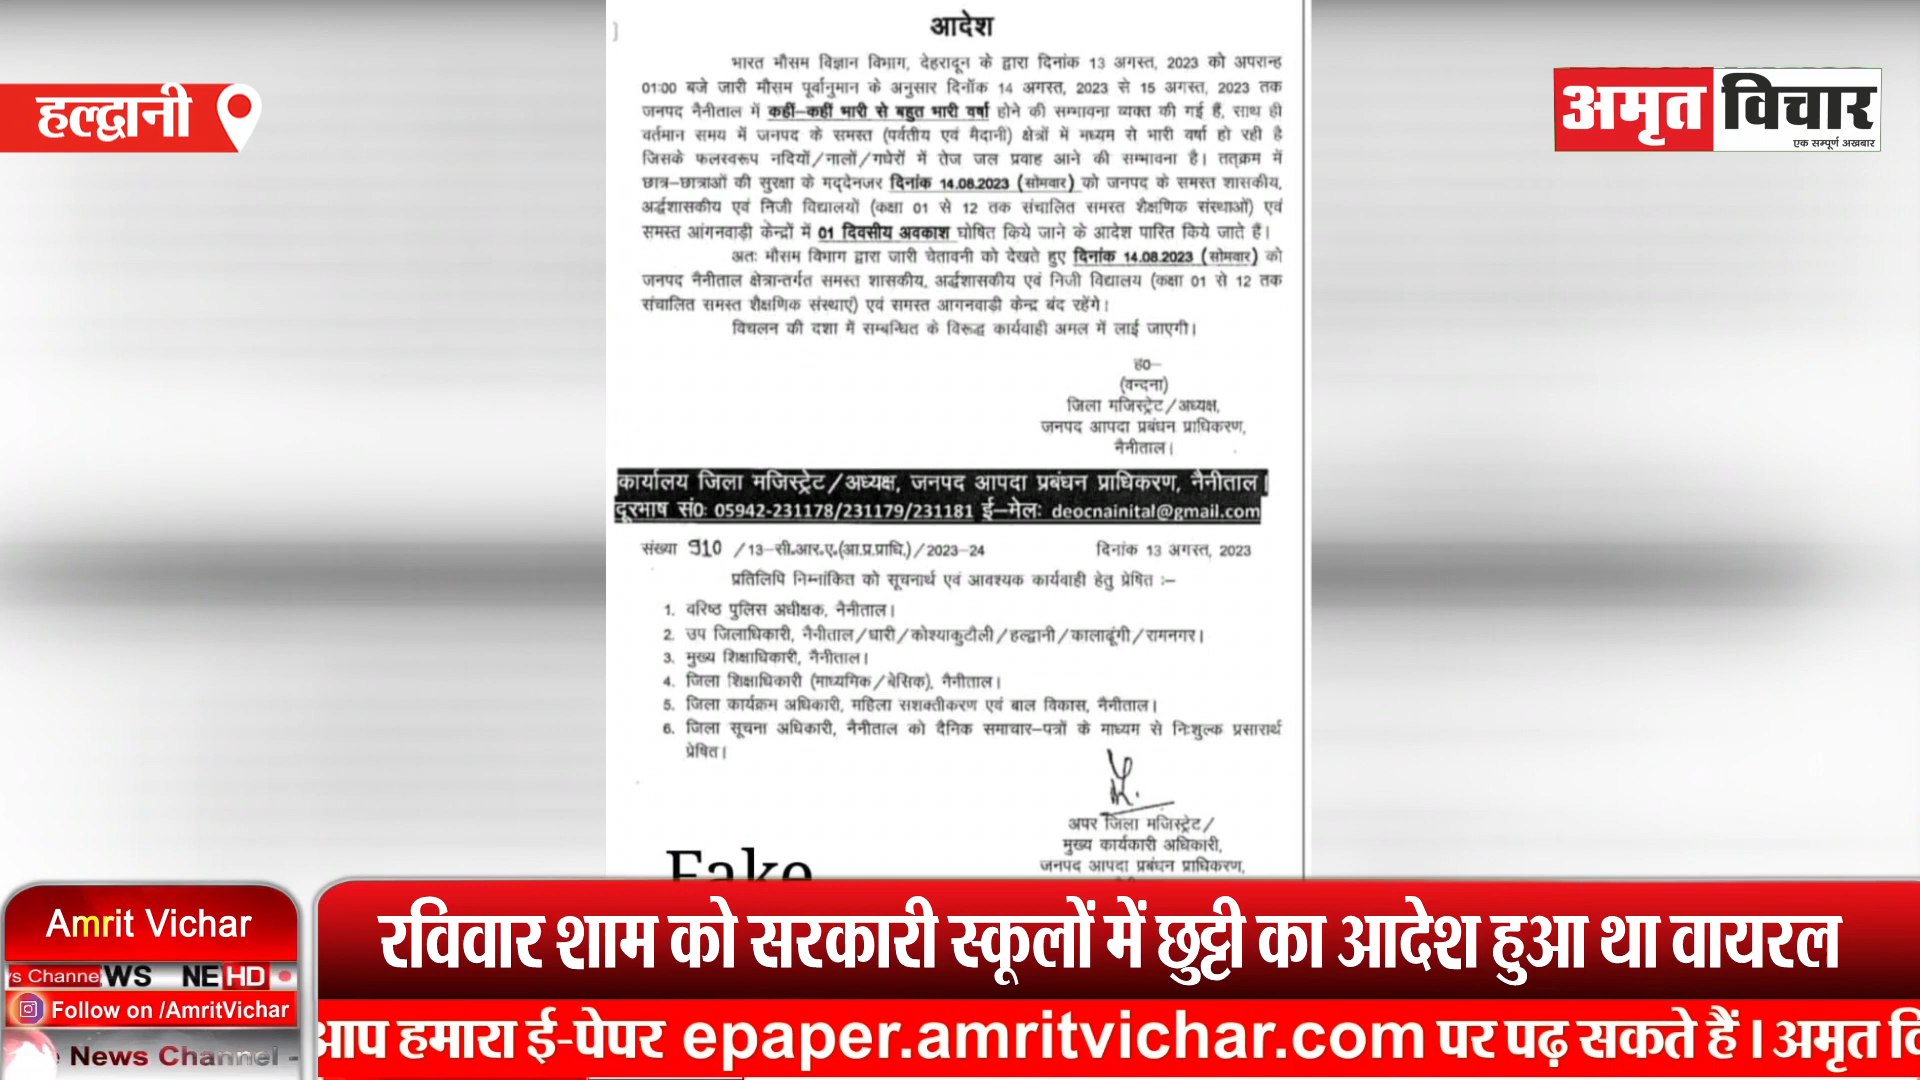 आदेश
भारत मौसम विज्ञान विभाग, देहरादून के द्वारा दिनांक 13 अगस्त, 2023 को अपरान्ह
01:00 बजे जारी मौसम पूर्वानुमान के अनुसार दिनॉक 14 अगस्त, 2023 से 15 अगस्त, 2023 तक
जनपद नैनीताल में कहीं–कहीं भारी से बहुत भारी वर्षा होने की सम्भावना व्यक्त की गई हैं, साथ ही
वर्तमान समय में जनपद के समस्त (पर्वतीय एवं मैदानी) क्षेत्रों में मध्यम से भारी वर्षा हो रही है
जिसके फलस्वरूप नदियों/नालों/गधेरों में तेज जल प्रवाह आने की सम्भावना है। तत्क्रम में
छात्र–छात्राओं की सुरक्षा के मद्देनजर दिनांक 14.08.2023 (सोमवार) को जनपद के समस्त शासकीय,
अर्द्धशासकीय एवं निजी विद्यालयों (कक्षा 01 से 12 तक संचालित समस्त शैक्षणिक संस्थाओं) एवं
समस्त आंगनवाड़ी केन्द्रों में 01 दिवसीय अवकाश घोषित किये जाने के आदेश पारित किये जाते हैं।
अतः मौसम विभाग द्वारा जारी चेतावनी को देखते हुए दिनांक 14.08.2023 (सोमवार) को
जनपद नैनीताल क्षेत्रान्तर्गत समस्त शासकीय, अर्द्धशासकीय एवं निजी विद्यालय (कक्षा 01 से 12 तक
संचालित समस्त शैक्षणिक संस्थाएं) एवं समस्त आगनवाड़ी केन्द्र बंद रहेंगे।
विचलन की दशा में सम्बन्धित के विरूद्ध कार्यवाही अमल में लाई जाएगी।
ह0–
(वन्दना)
जिला मजिस्ट्रेट/अध्यक्ष,
जनपद आपदा प्रबंधन प्राधिकरण,
नैनीताल।
कार्यालय जिला मजिस्ट्रेट/अध्यक्ष, जनपद आपदा प्रबंधन प्राधिकरण, नैनीताल।
दूरभाष सं0: 05942-231178/231179/231181 ई–मेलः deocnainital@gmail.com
संख्या 910 /13–सी.आर.ए.(आ.प्र.प्राधि.)/2023–24 दिनांक 13 अगस्त, 2023
प्रतिलिपि निम्नांकित को सूचनार्थ एवं आवश्यक कार्यवाही हेतु प्रेषित :–
1. वरिष्ठ पुलिस अधीक्षक, नैनीताल।
2. उप जिलाधिकारी, नैनीताल/धारी/कोश्याकुटौली/हल्द्वानी/कालाढूंगी/रामनगर।
3. मुख्य शिक्षाधिकारी, नैनीताल।
4. जिला शिक्षाधिकारी (माध्यमिक/बेसिक), नैनीताल।
5. जिला कार्यक्रम अधिकारी, महिला सशक्तीकरण एवं बाल विकास, नैनीताल।
6. जिला सूचना अधिकारी, नैनीताल को दैनिक समाचार–पत्रों के माध्यम से निःशुल्क प्रसारार्थ
प्रेषित।
अपर जिला मजिस्ट्रेट/
मुख्य कार्यकारी अधिकारी,
जनपद आपदा प्रबंधन प्राधिकरण,
Fake
हल्द्वानी
अमृत विचार
एक सम्पूर्ण अखबार
Amrit Vichar
s Channe WS NE HD
Follow on /AmritVichar
News Channel -
रविवार शाम को सरकारी स्कूलों में छुट्टी का आदेश हुआ था वायरल
आप हमारा ई-पेपर epaper.amritvichar.com पर पढ़ सकते हैं । अमृत वि